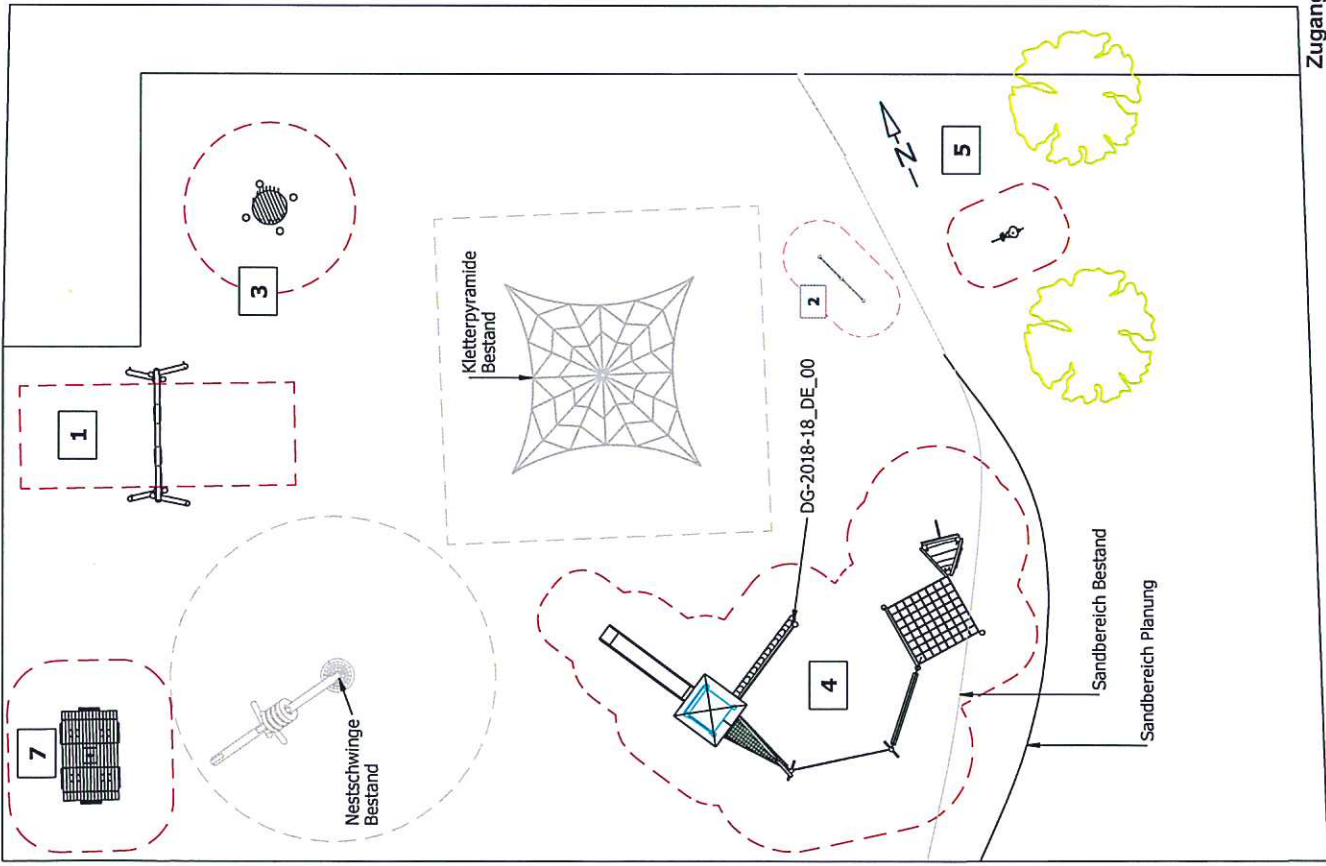 Zugang
3
5
1
Kletterpyramide
Bestand
2
DG-2018-18_DE_00
N
7
Nestschwinge
Bestand
4
Sandbereich Bestand
Sandbereich Planung